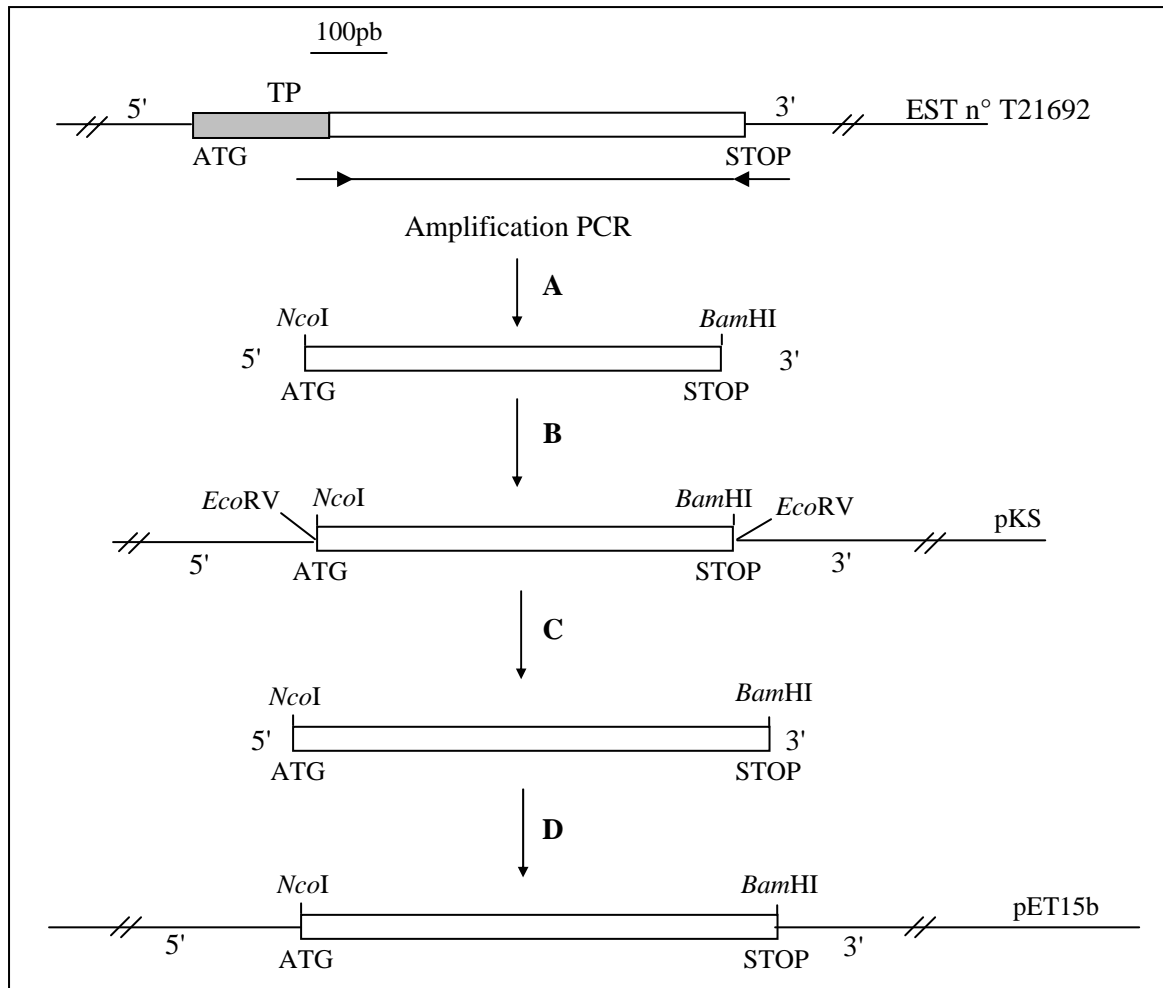 100pb
TP
5' 3' EST n° T21692
ATG STOP
Amplification PCR
A
NcoI BamHI
5' 3'
ATG STOP
B
EcoRV NcoI BamHI EcoRV pKS
5' ATG STOP 3'
C
NcoI BamHI
5' 3'
ATG STOP
D
NcoI BamHI pET15b
5' ATG STOP 3'